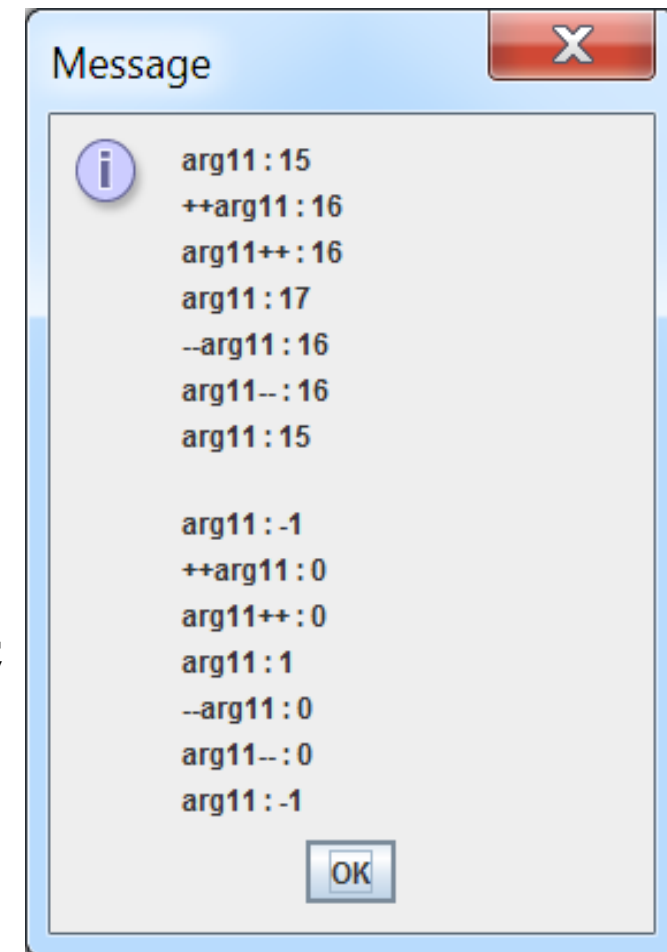 Message
X
i
arg11 : 15
++arg11 : 16
arg11++ : 16
arg11 : 17
--arg11 : 16
arg11-- : 16
arg11 : 15
arg11 : -1
++arg11 : 0
arg11++ : 0
arg11 : 1
--arg11 : 0
arg11-- : 0
arg11 : -1
;
OK